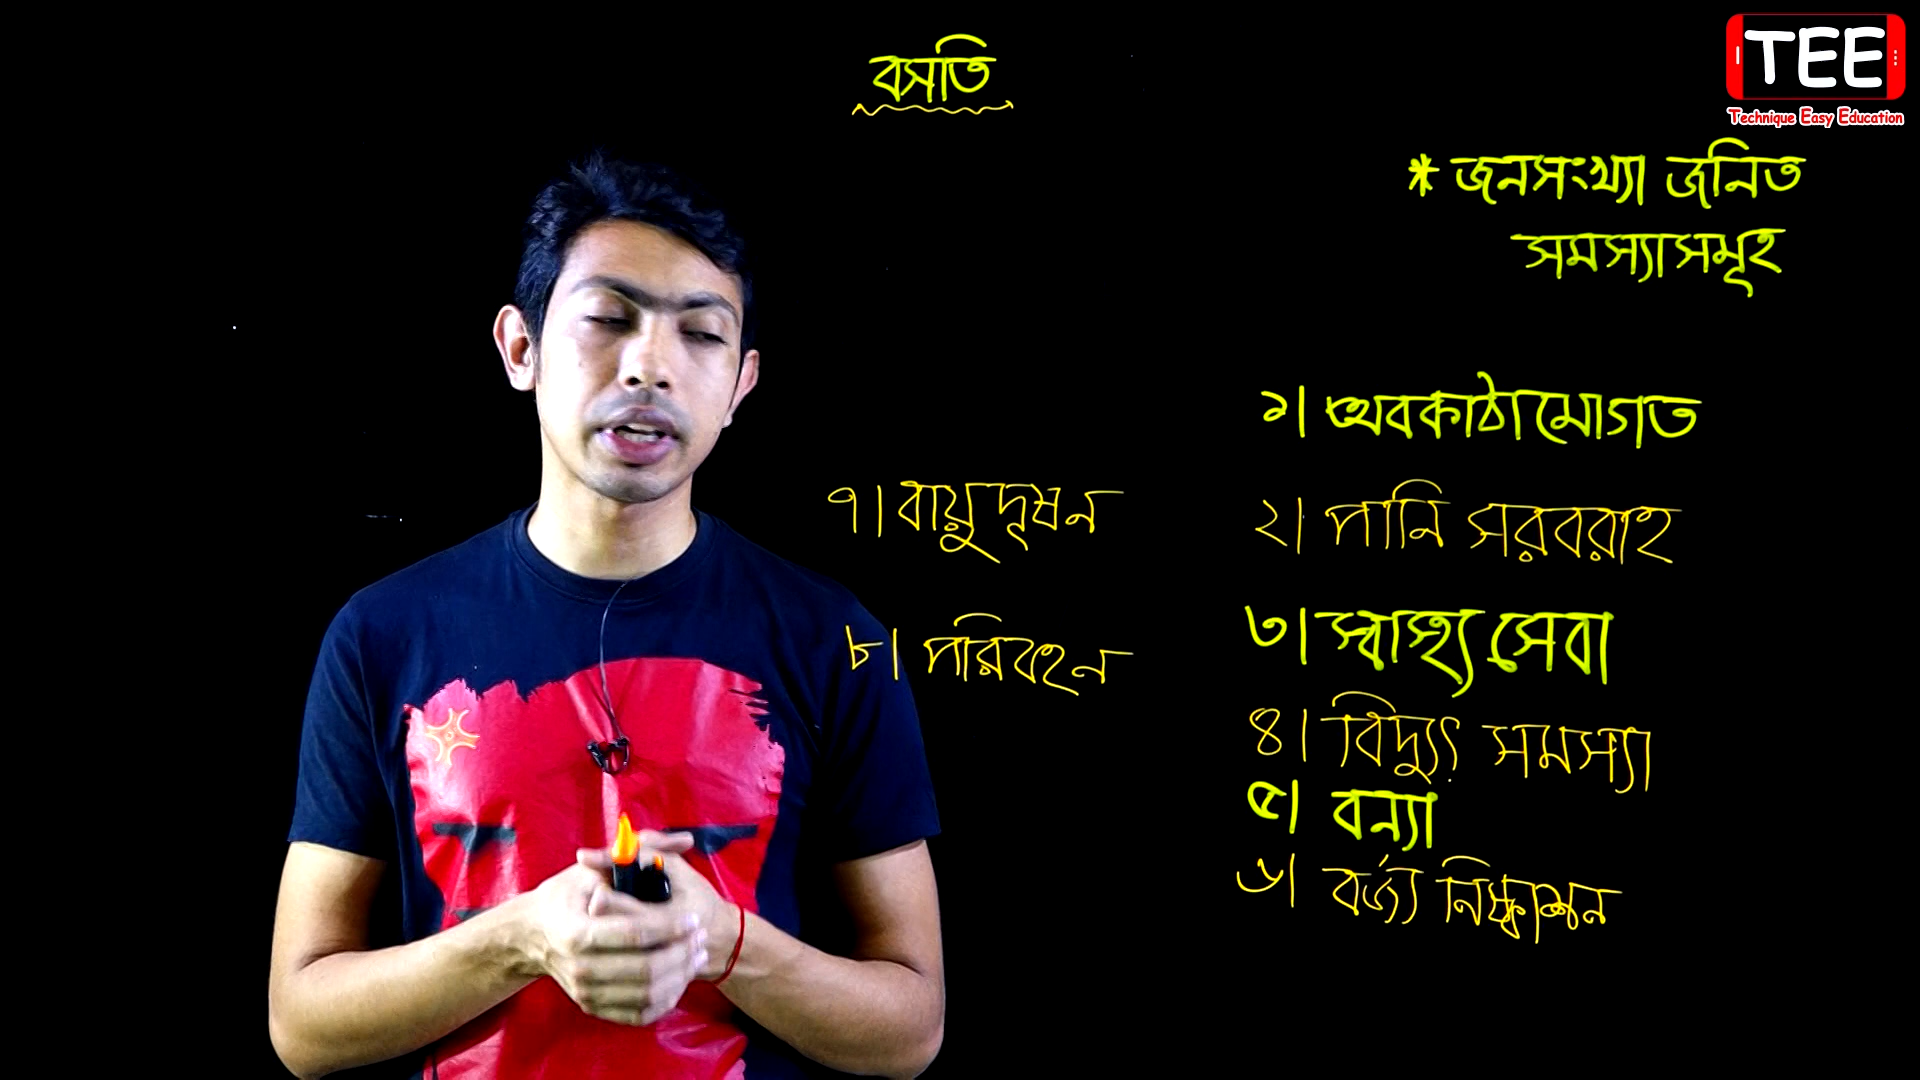 বসতি
TEE
Technique Easy Education
* জনসংখ্যা জনিত
সমস্যাসমূহ
১। অবকাঠামোগত
২। পানি সরবরাহ
৩। স্বাস্থ্য সেবা
৪। বিদ্যুৎ সমস্যা
৫। বন্যা
৬। বর্জ্য নিষ্কাশন
৭। বায়ু দূষন
৮। পরিবহন